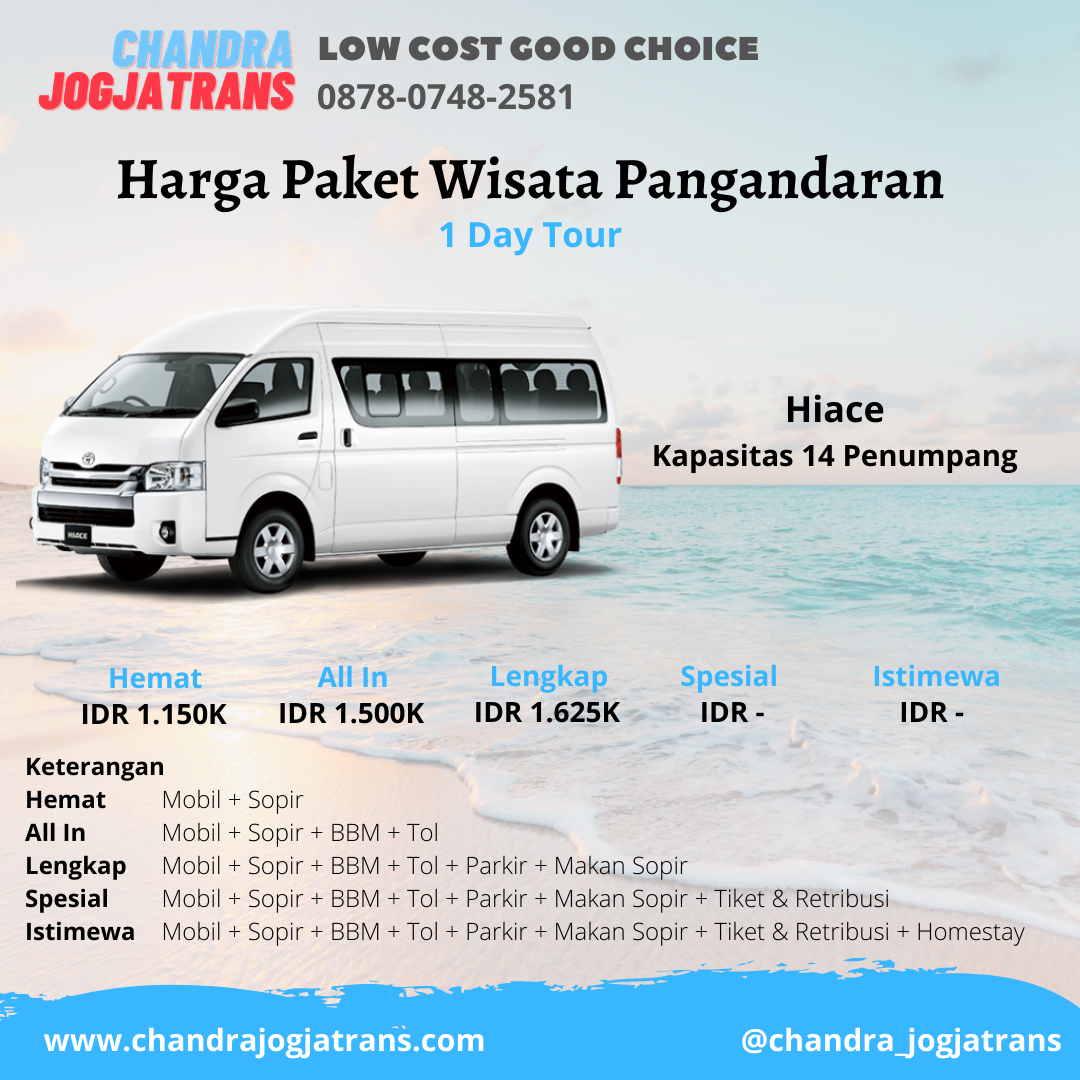 CHANDRA
JOGJATRANS
LOW COST GOOD CHOICE
0878-0748-2581
Harga Paket Wisata Pangandaran
1 Day Tour
HIACE
Hiace
Kapasitas 14 Penumpang
Hemat All In Lengkap Spesial Istimewa
IDR 1.150K IDR 1.500K IDR 1.625K IDR - IDR -
Keterangan
Hemat Mobil + Sopir
All In Mobil + Sopir + BBM + Tol
Lengkap Mobil + Sopir + BBM + Tol + Parkir + Makan Sopir
Spesial Mobil + Sopir + BBM + Tol + Parkir + Makan Sopir + Tiket & Retribusi
Istimewa Mobil + Sopir + BBM + Tol + Parkir + Makan Sopir + Tiket & Retribusi + Homestay
www.chandrajogjatrans.com @chandra_jogjatrans